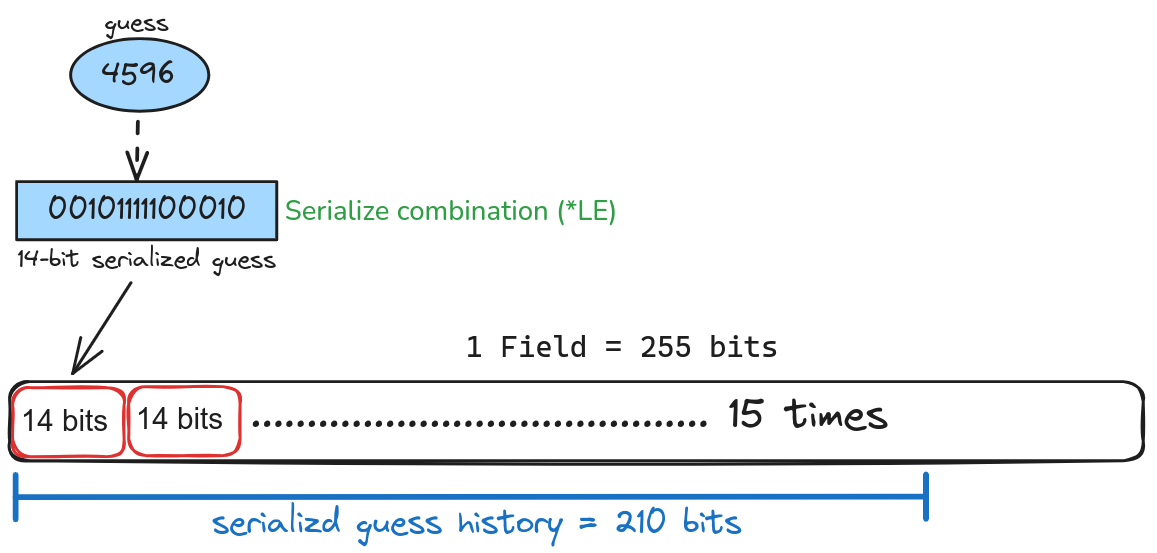 guess
4596
00101111100010
Serialize combination (*LE)
14-bit serialized guess
1 Field = 255 bits
14 bits 14 bits ........................................ 15 times
serializd guess history = 210 bits